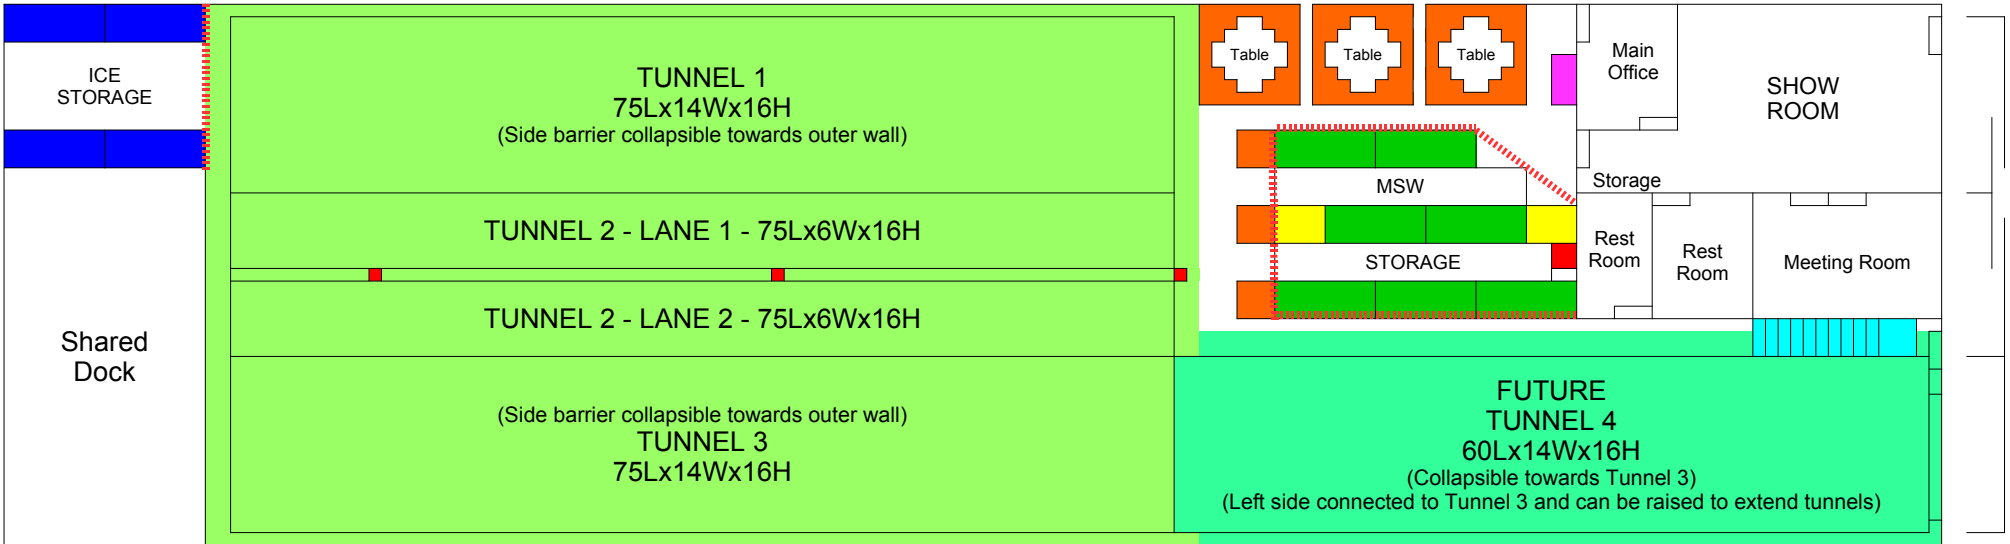 ICE
STORAGE
Shared
Dock
TUNNEL 1
75Lx14Wx16H
(Side barrier collapsible towards outer wall)
TUNNEL 2 - LANE 1 - 75Lx6Wx16H
TUNNEL 2 - LANE 2 - 75Lx6Wx16H
(Side barrier collapsible towards outer wall)
TUNNEL 3
75Lx14Wx16H
Table
Table
Table
MSW
STORAGE
Main
Office
SHOW
ROOM
Storage
Rest
Room
Rest
Room
Meeting Room
FUTURE
TUNNEL 4
60Lx14Wx16H
(Collapsible towards Tunnel 3)
(Left side connected to Tunnel 3 and can be raised to extend tunnels)